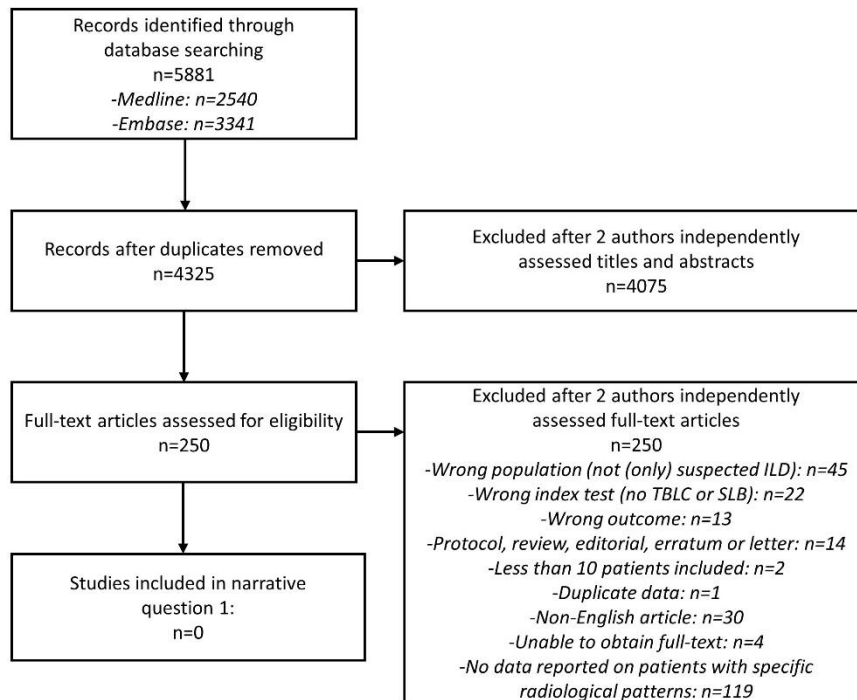 Records identified through
database searching
n=5881
-Medline: n=2540
-Embase: n=3341
Records after duplicates removed
n=4325
Excluded after 2 authors independently
assessed titles and abstracts
n=4075
Full-text articles assessed for eligibility
n=250
Excluded after 2 authors independently
assessed full-text articles
n=250
-Wrong population (not (only) suspected ILD): n=45
-Wrong index test (no TBLC or SLB): n=22
-Wrong outcome: n=13
-Protocol, review, editorial, erratum or letter: n=14
-Less than 10 patients included: n=2
-Duplicate data: n=1
-Non-English article: n=30
-Unable to obtain full-text: n=4
-No data reported on patients with specific
radiological patterns: n=119
Studies included in narrative
question 1:
n=0